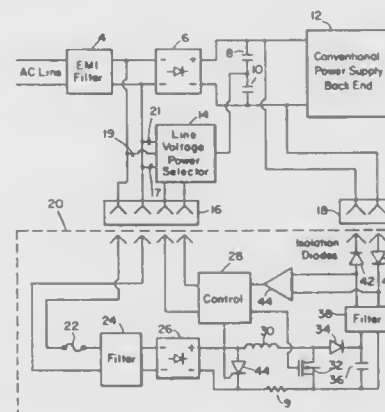 4
6
12
AC Line
EMI
Filter
8
10
Conventional
Power Supply
Back End
14
21
19
Line
Voltage
Power
Selector
17
20
16
18
28
Isolation
Diodes
42
44
Control
38
Filter
22
24
Filter
26
30
34
44
32
36
9